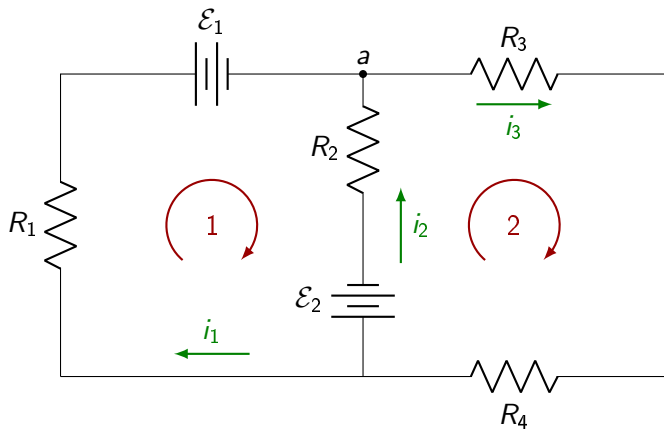 ℰ₁
a
R₃
i₃
R₂
R₁
1
i₂
2
ℰ₂
i₁
R₄